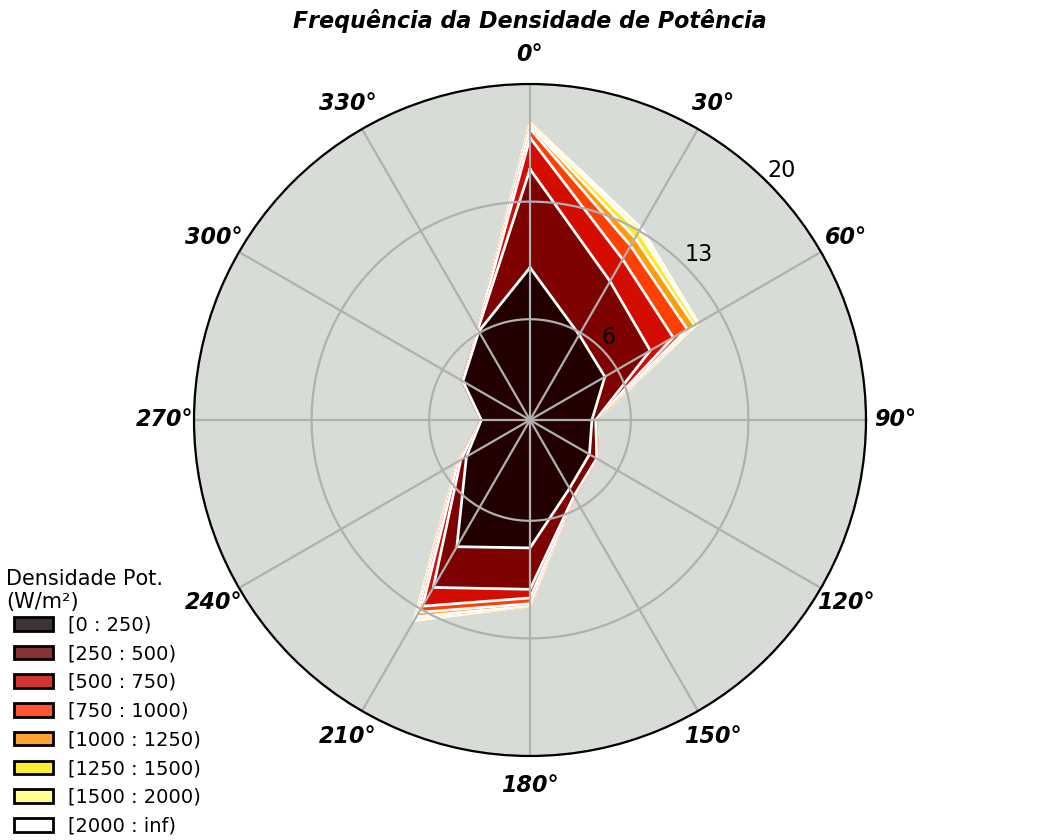 Frequência da Densidade de Potência
0°
330°
30°
20
300°
60°
13
6
270°
90°
240°
120°
210°
150°
180°
Densidade Pot.
(W/m²)
[0 : 250)
[250 : 500)
[500 : 750)
[750 : 1000)
[1000 : 1250)
[1250 : 1500)
[1500 : 2000)
[2000 : inf)